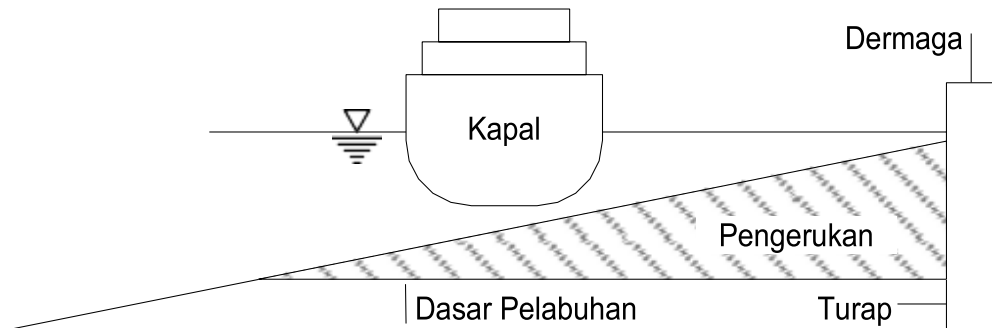 Dermaga
Kapal
Pengerukan
Dasar Pelabuhan
Turap